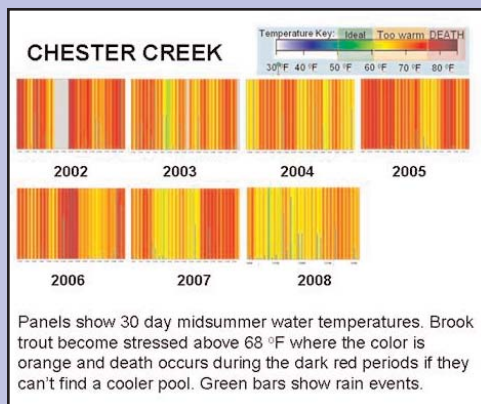 CHESTER CREEK
Temperature Key: Ideal Too warm DEATH
30 °F 40 °F 50 °F 60 °F 70 °F 80 °F
2002
2003
2004
2005
2006
2007
2008
Panels show 30 day midsummer water temperatures. Brook
trout become stressed above 68 °F where the color is
orange and death occurs during the dark red periods if they
can't find a cooler pool. Green bars show rain events.